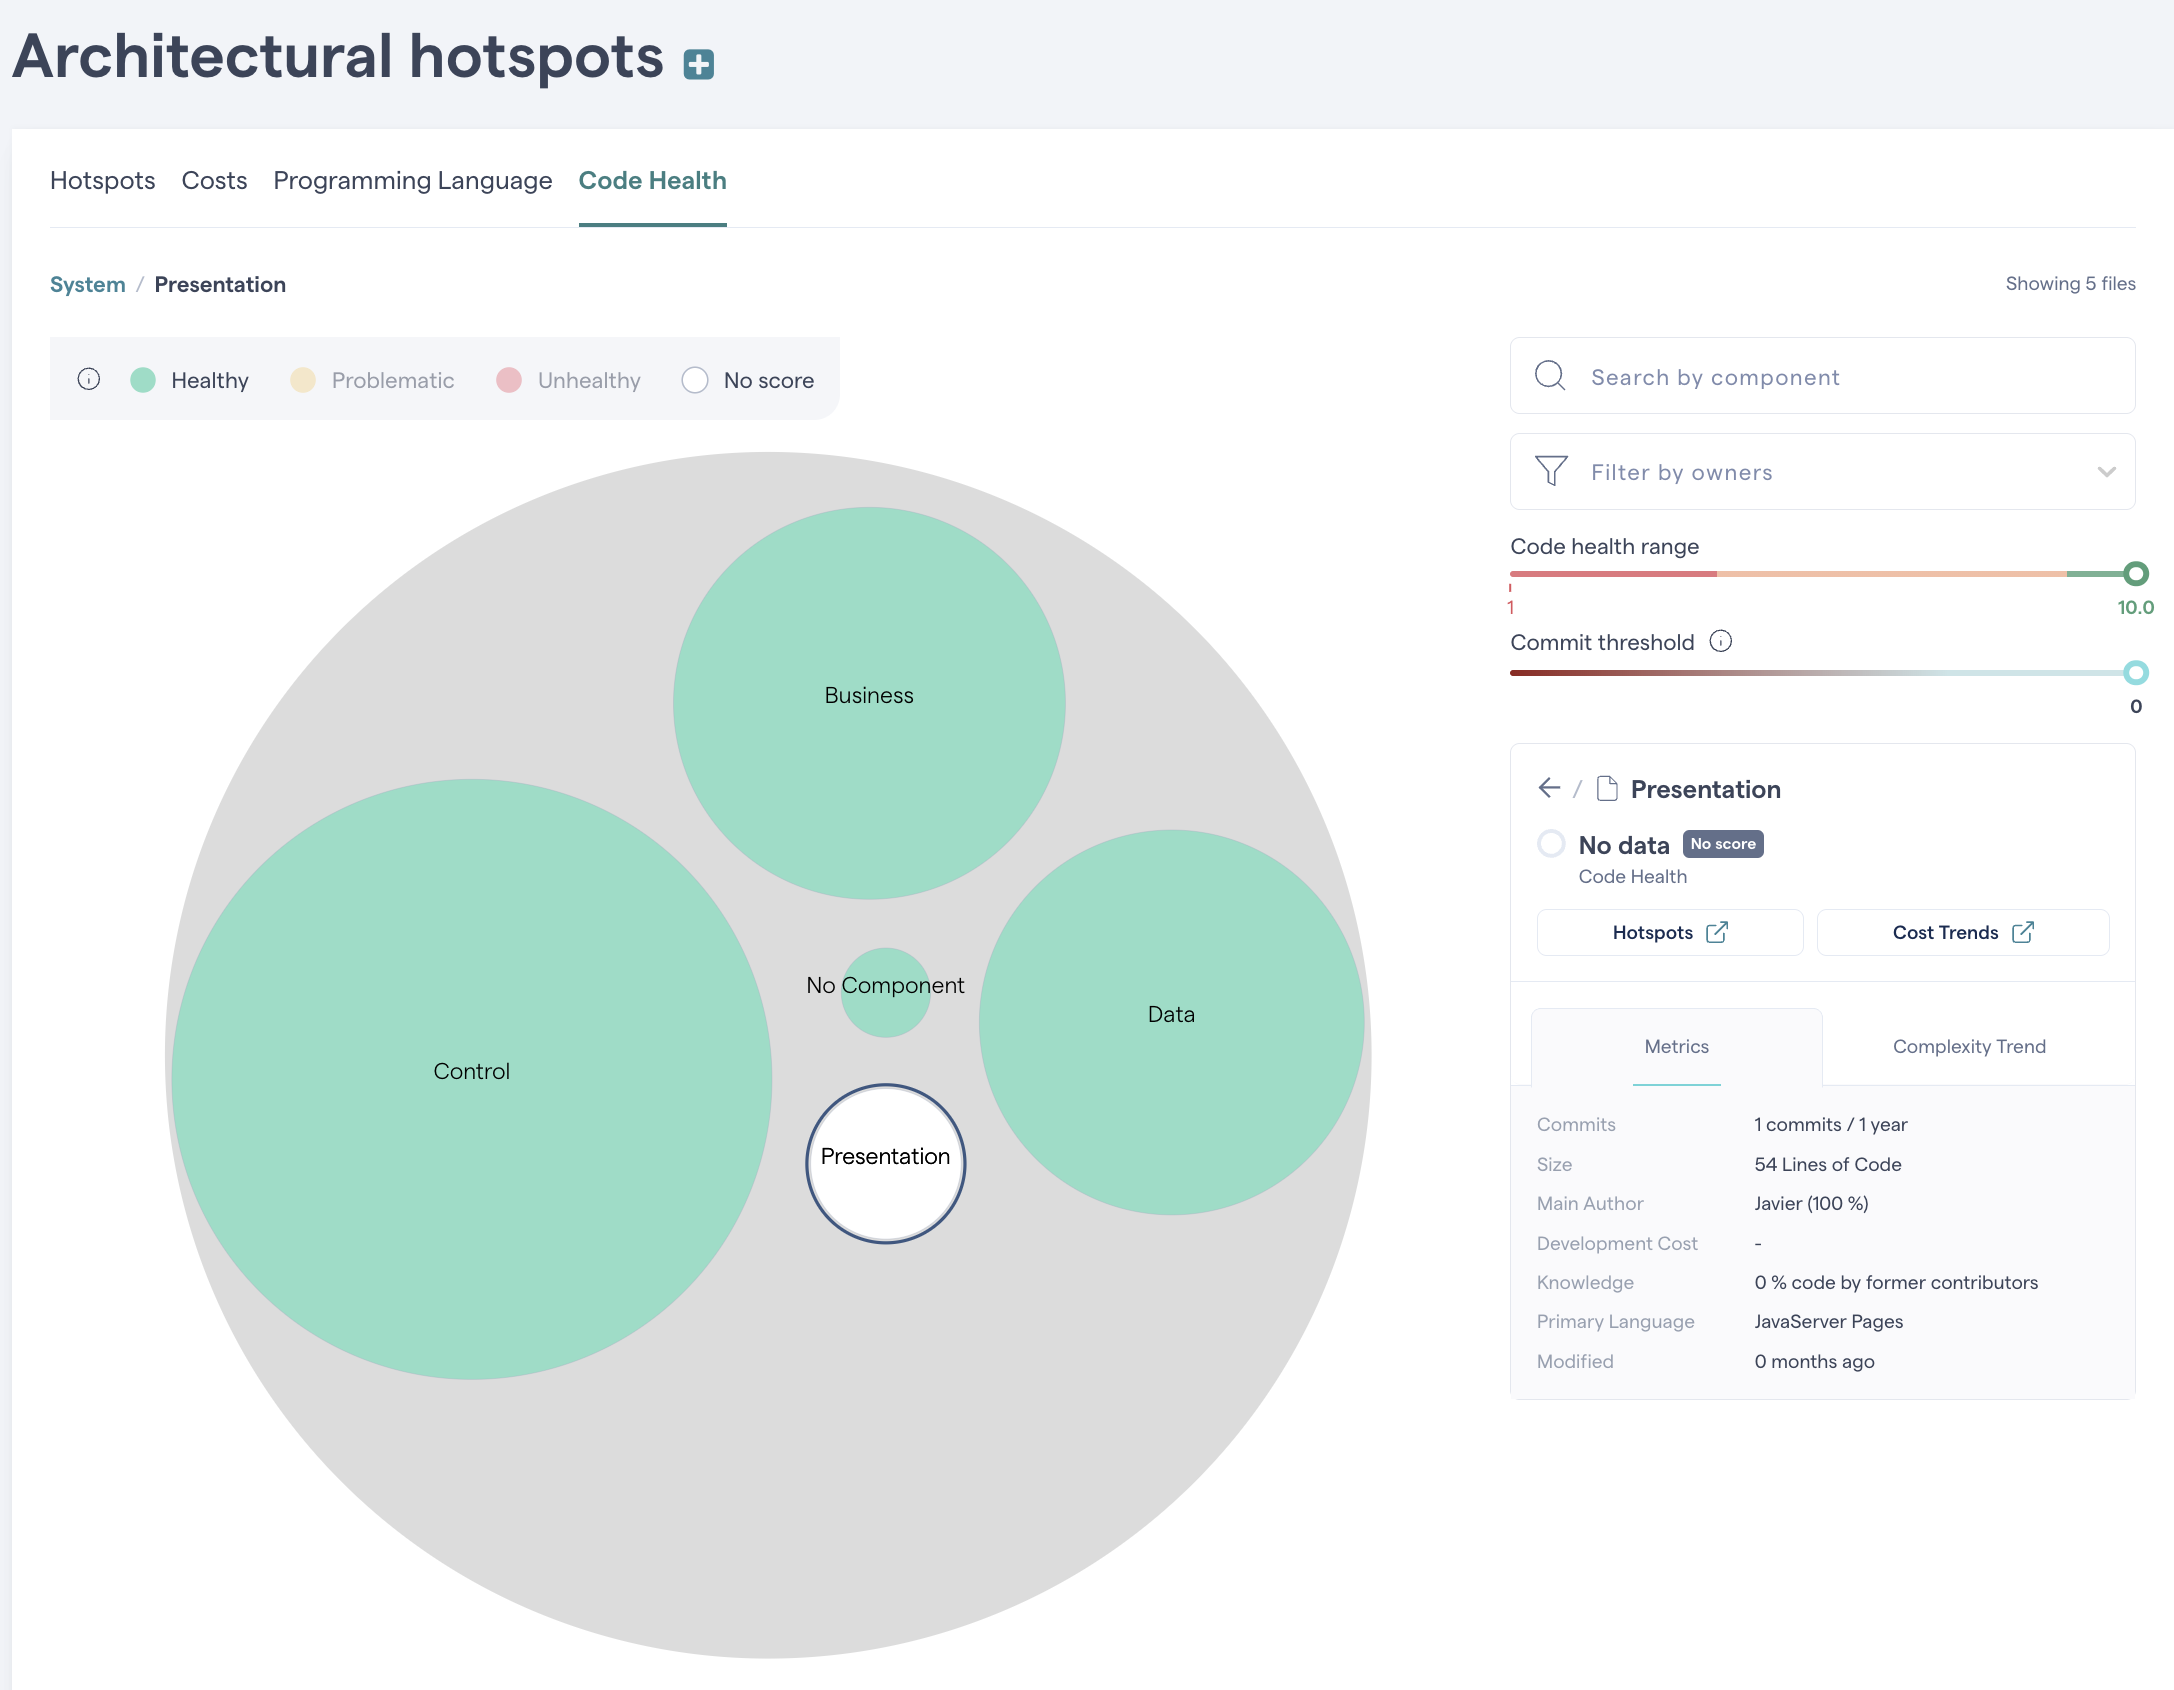 Architectural hotspots
Hotspots Costs Programming Language Code Health
System / Presentation
Showing 5 files
Healthy Problematic Unhealthy No score
Search by component
Filter by owners
Code health range
1 10.0
Commit threshold
0
Business
Control
No Component
Data
Presentation
/ Presentation
No data No score
Code Health
Hotspots Cost Trends
Metrics Complexity Trend
Commits 1 commits / 1 year
Size 54 Lines of Code
Main Author Javier (100 %)
Development Cost -
Knowledge 0 % code by former contributors
Primary Language JavaServer Pages
Modified 0 months ago